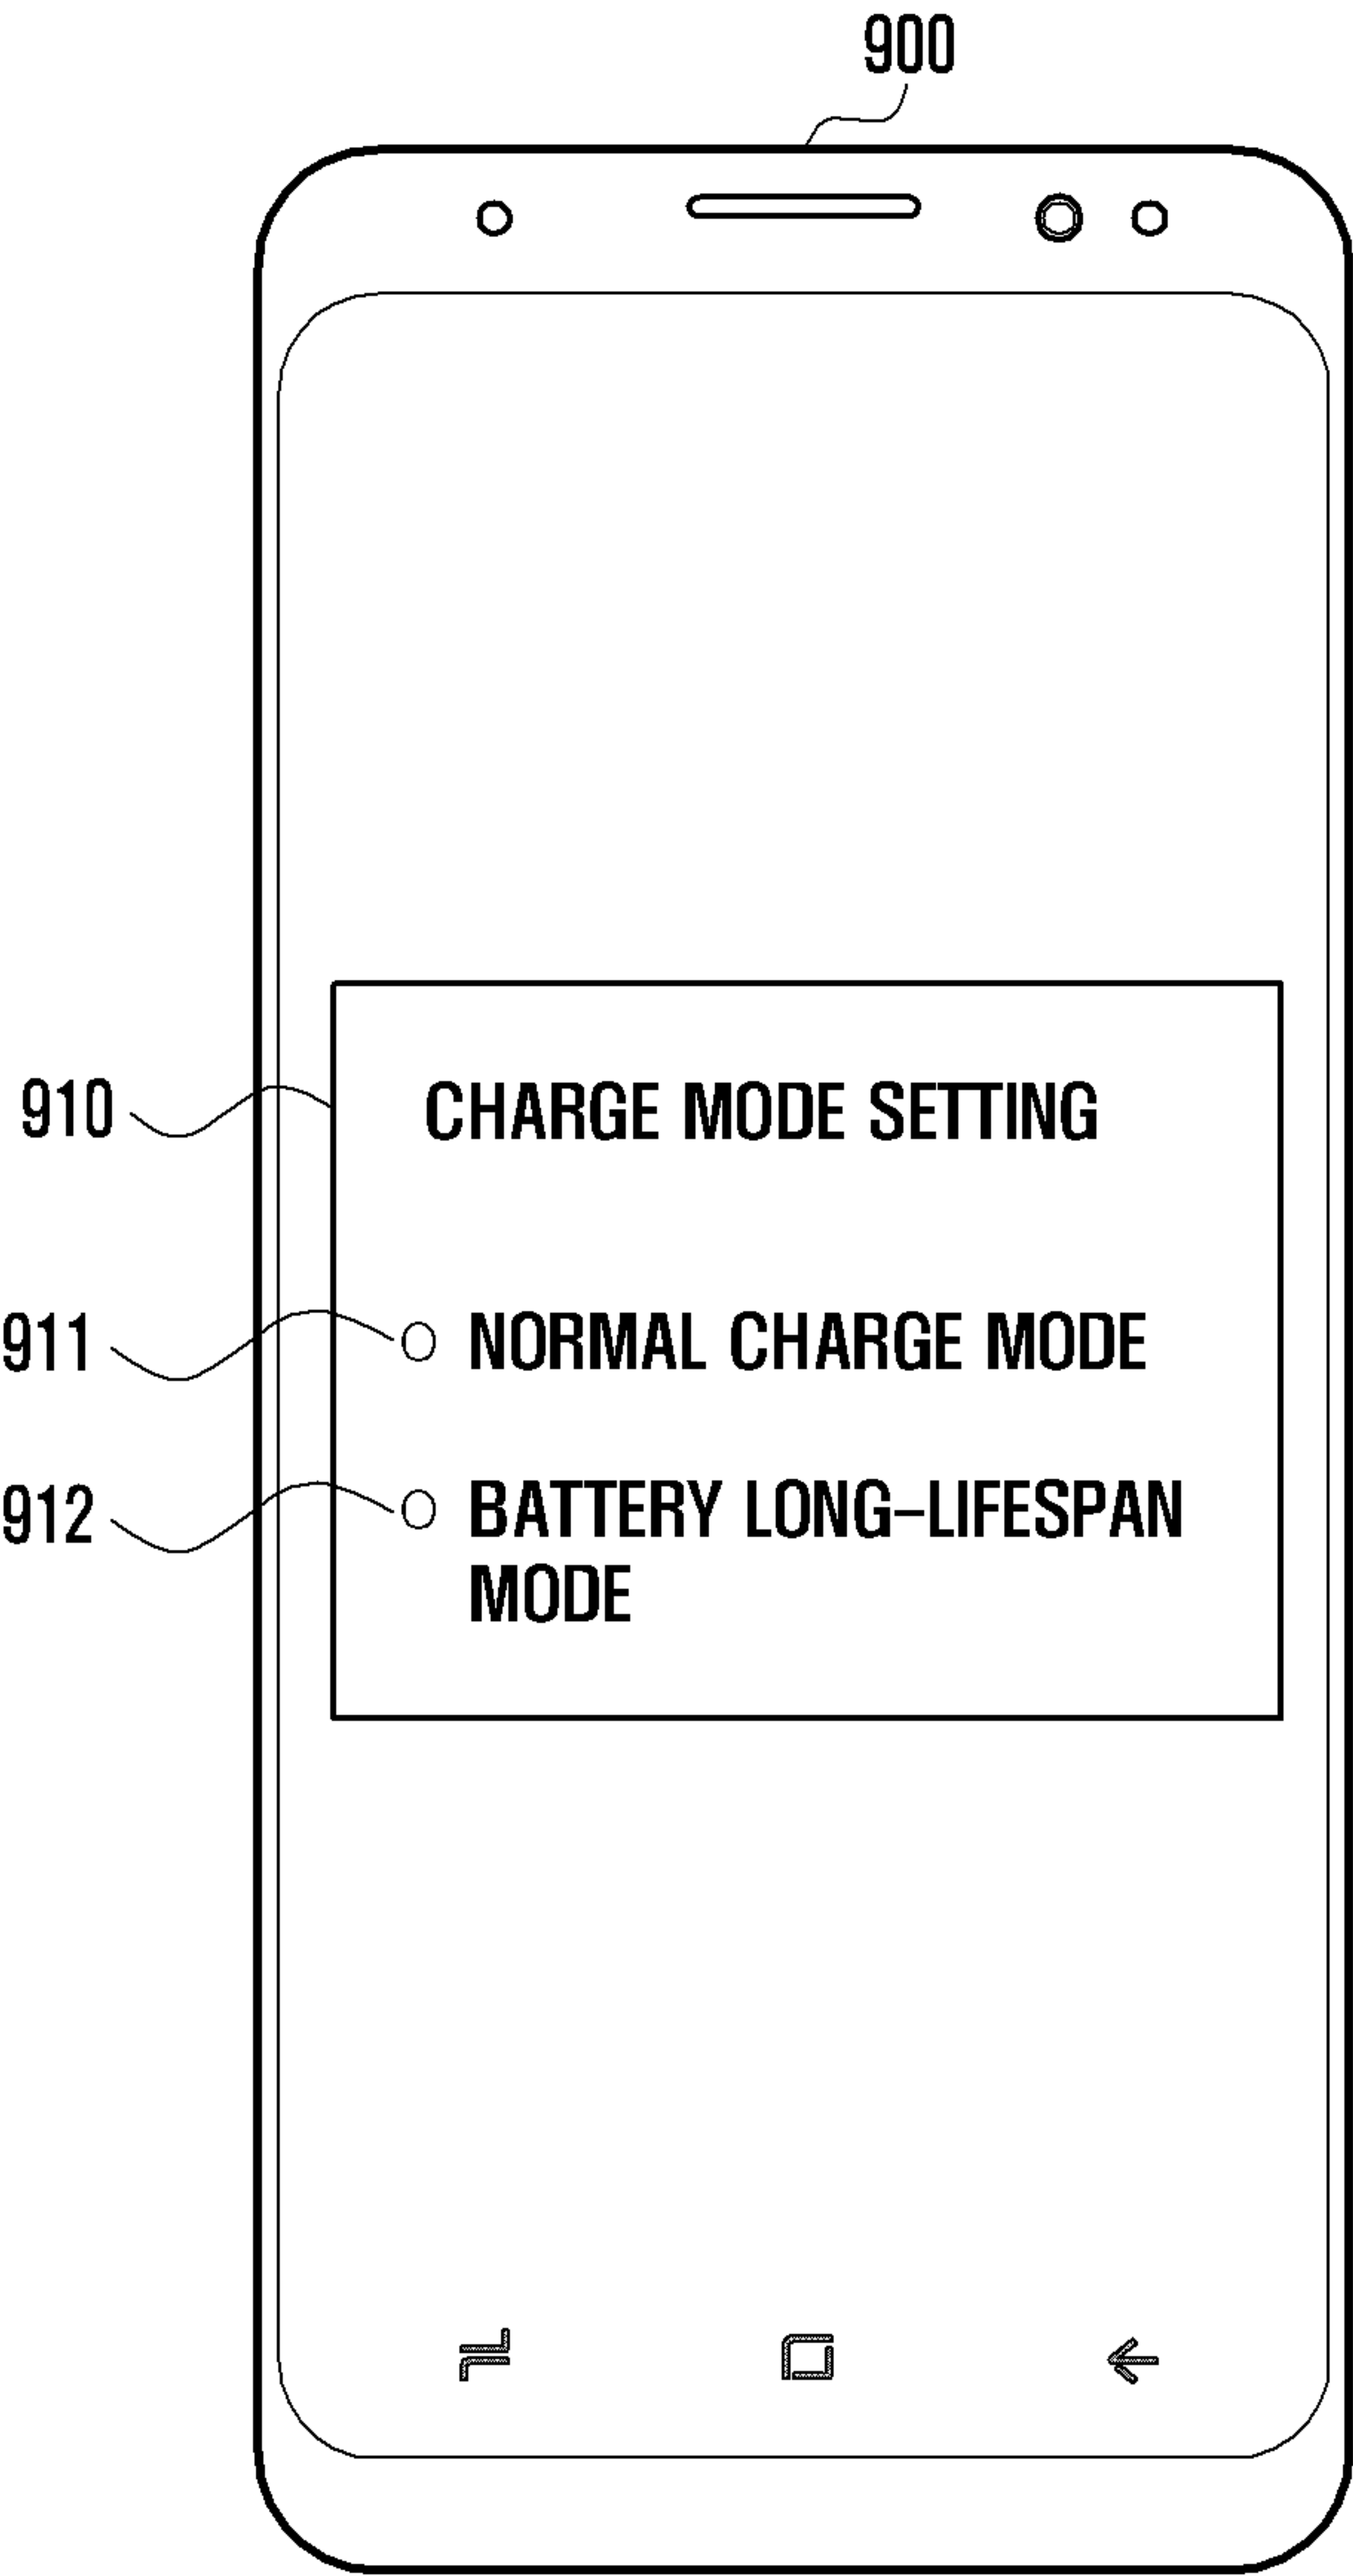 900
910
CHARGE MODE SETTING
911
NORMAL CHARGE MODE
912
BATTERY LONG-LIFESPAN
MODE